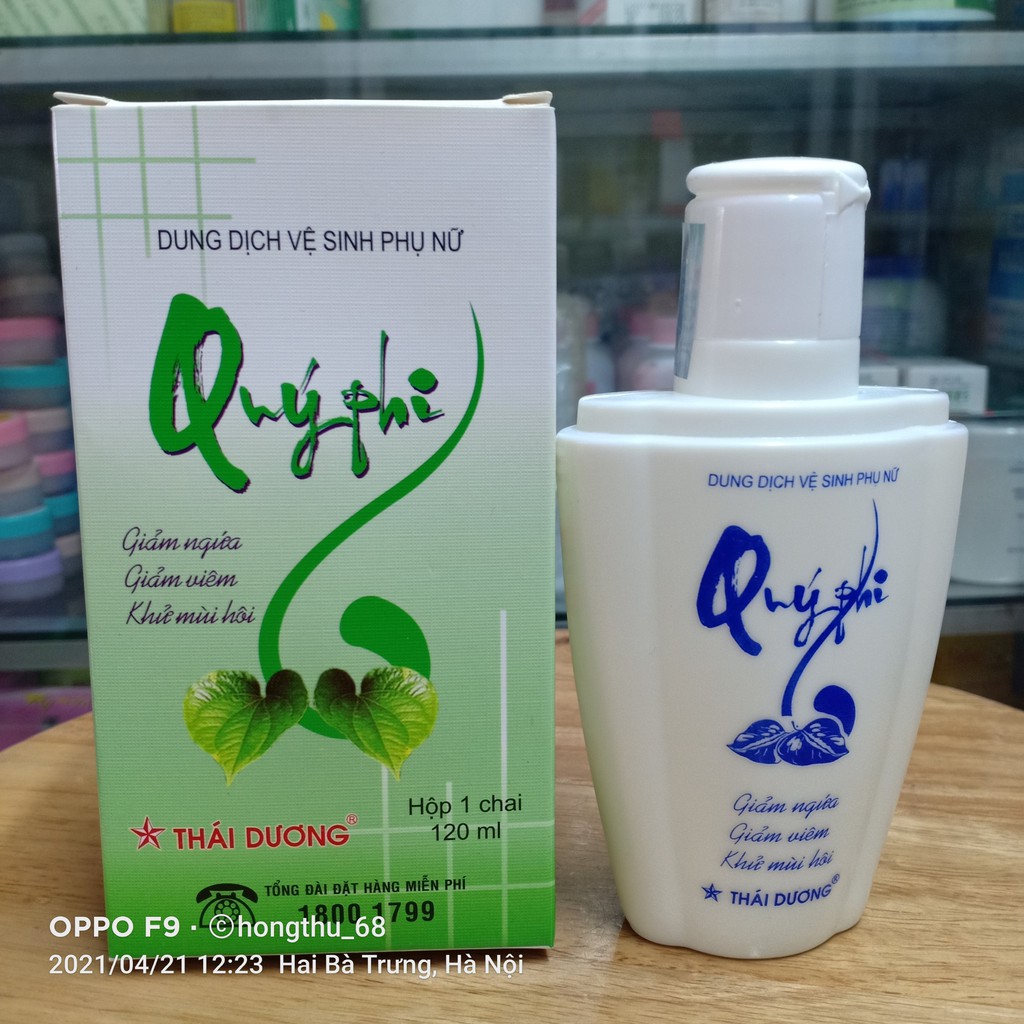 DUNG DỊCH VỆ SINH PHỤ NỮ
Quý phi
Giảm ngứa
Giảm viêm
Khử mùi hôi
Hộp 1 chai
120 ml
THÁI DƯƠNG®
TỔNG ĐÀI ĐẶT HÀNG MIỄN PHÍ
1800 1799
DUNG DỊCH VỆ SINH PHỤ NỮ
Quý phi
Giảm ngứa
Giảm viêm
Khử mùi hôi
THÁI DƯƠNG®
OPPO F9 · ©hongthu_68
2021/04/21 12:23 Hai Bà Trưng, Hà Nội